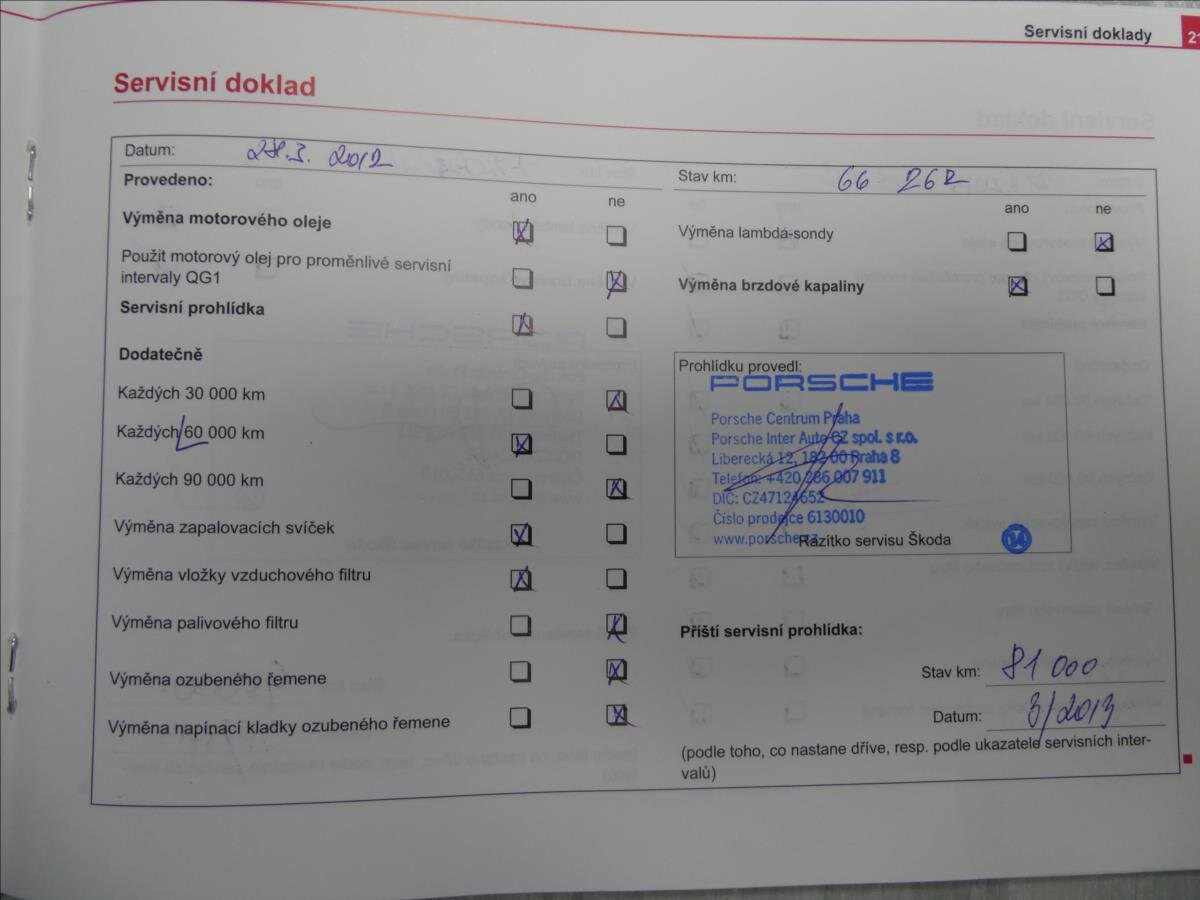 Servisní doklady
21
Servisní doklad
Datum: 28.3. 2012
Provedeno:
ano ne
Výměna motorového oleje
Použit motorový olej pro proměnlivé servisní
intervaly QG1
Servisní prohlídka
Dodatečně
Každých 30 000 km
Každých 60 000 km
Každých 90 000 km
Výměna zapalovacích svíček
Výměna vložky vzduchového filtru
Výměna palivového filtru
Výměna ozubeného řemene
Výměna napínací kladky ozubeného řemene
Stav km: 66 262
ano ne
Výměna lambda-sondy
Výměna brzdové kapaliny
Prohlídku provedl:
PORSCHE
Porsche Centrum Praha
Porsche Inter Auto CZ spol. s r.o.
Liberecká 12, 182 00 Praha 8
Telefon: +420 286 007 911
DIČ: CZ47124652
Číslo prodejce 6130010
www.porsche.cz
Razítko servisu Škoda
14
Příští servisní prohlídka:
Stav km: 81 000
Datum: 3/2013
(podle toho, co nastane dříve, resp. podle ukazatele servisních inter-
valů)